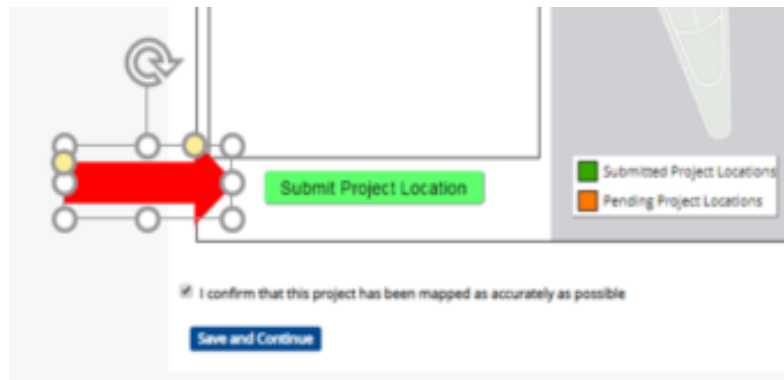 Submit Project Location
Submitted Project Locations
Pending Project Locations
I confirm that this project has been mapped as accurately as possible
Save and Continue